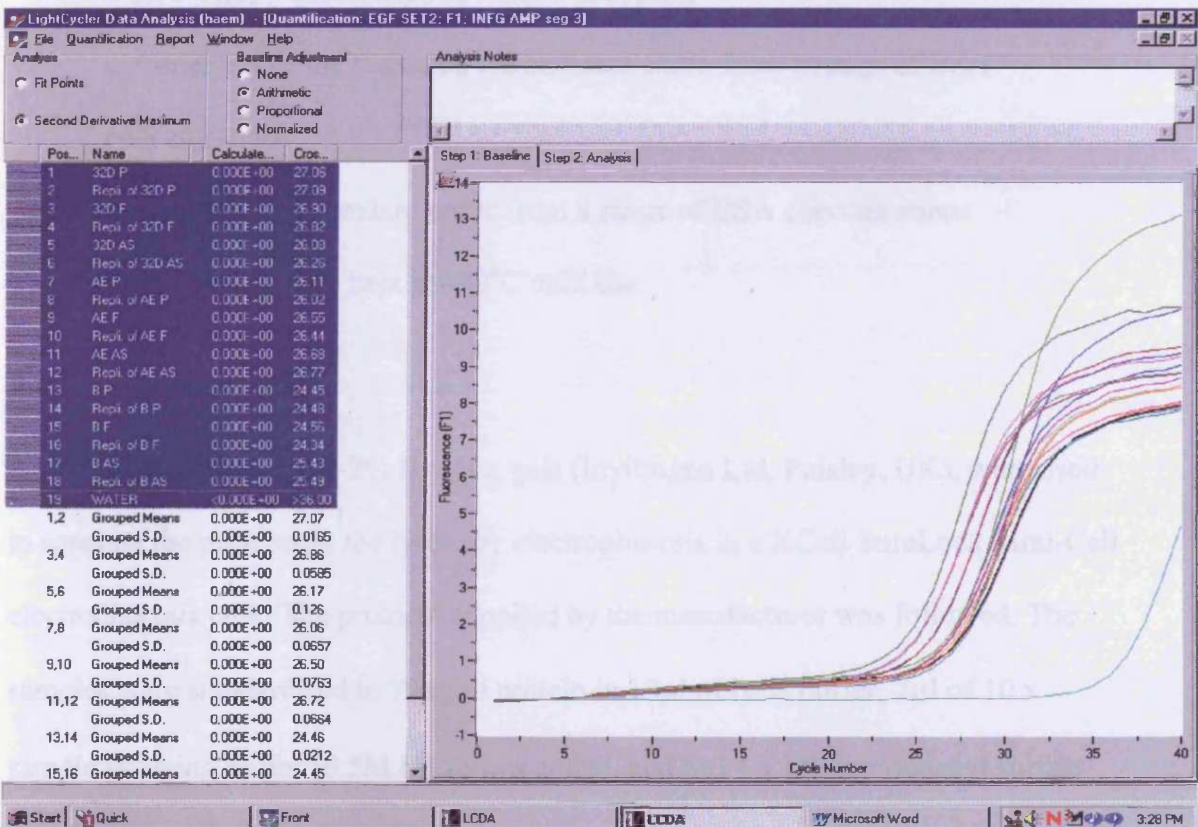 LightCycler Data Analysis (haem) - [Quantification: EGF SET2; F1; INFG AMP seg 3]
File Quantification Report Window Help
Analysis
Fit Points
Second Derivative Maximum
Baseline Adjustment
None
Arithmetic
Proportional
Normalized
Analysis Notes
Step 1: Baseline Step 2: Analysis
Pos... Name Calculate... Cros...
1 32D P 0.000E+00 27.06
2 Repli. of 32D P 0.000E+00 27.09
3 32D F 0.000E+00 26.90
4 Repli. of 32D F 0.000E+00 26.82
5 32D AS 0.000E+00 26.08
6 Repli. of 32D AS 0.000E+00 26.26
7 AE P 0.000E+00 26.11
8 Repli. of AE P 0.000E+00 26.02
9 AE F 0.000E+00 26.55
10 Repli. of AE F 0.000E+00 26.44
11 AE AS 0.000E+00 26.68
12 Repli. of AE AS 0.000E+00 26.77
13 B P 0.000E+00 24.45
14 Repli. of B P 0.000E+00 24.48
15 B F 0.000E+00 24.56
16 Repli. of B F 0.000E+00 24.34
17 B AS 0.000E+00 25.43
18 Repli. of B AS 0.000E+00 25.49
19 WATER <0.000E+00 >36.00
1,2 Grouped Means 0.000E+00 27.07
Grouped S.D. 0.000E+00 0.0165
3,4 Grouped Means 0.000E+00 26.86
Grouped S.D. 0.000E+00 0.0585
5,6 Grouped Means 0.000E+00 26.17
Grouped S.D. 0.000E+00 0.126
7,8 Grouped Means 0.000E+00 26.06
Grouped S.D. 0.000E+00 0.0657
9,10 Grouped Means 0.000E+00 26.50
Grouped S.D. 0.000E+00 0.0763
11,12 Grouped Means 0.000E+00 26.72
Grouped S.D. 0.000E+00 0.0664
13,14 Grouped Means 0.000E+00 24.46
Grouped S.D. 0.000E+00 0.0212
15,16 Grouped Means 0.000E+00 24.45
14
13
12
11
10
9
8
7
6
5
4
3
2
1
0
-1
Fluorescence (F1)
0 5 10 15 20 25 30 35 40
Cycle Number
Start Quick Front LCDA LCDA Microsoft Word 3:28 PM